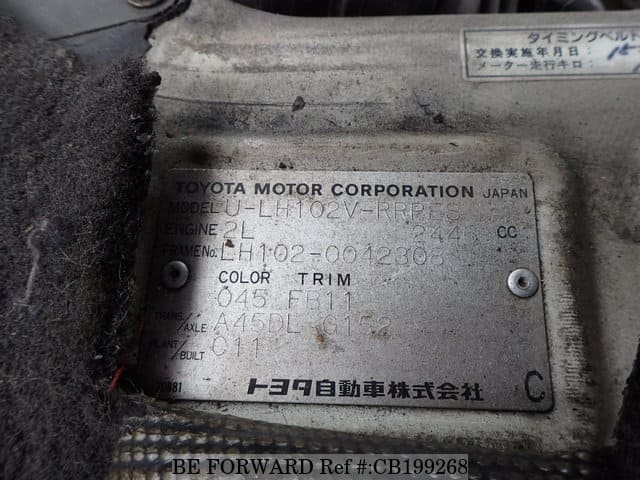 タイミングベルト
交換実施年月日: 15
メーター走行キロ:
TOYOTA MOTOR CORPORATION JAPAN
MODEL U-LH102V-RRPES
ENGINE 2L 244 CC
FRAME No. LH102-0042308
COLOR TRIM
045 FB11
TRANS/AXLE A45DL G152
PLANT/BUILT C11
トヨタ自動車株式会社 C
BE FORWARD Ref #:CB199268